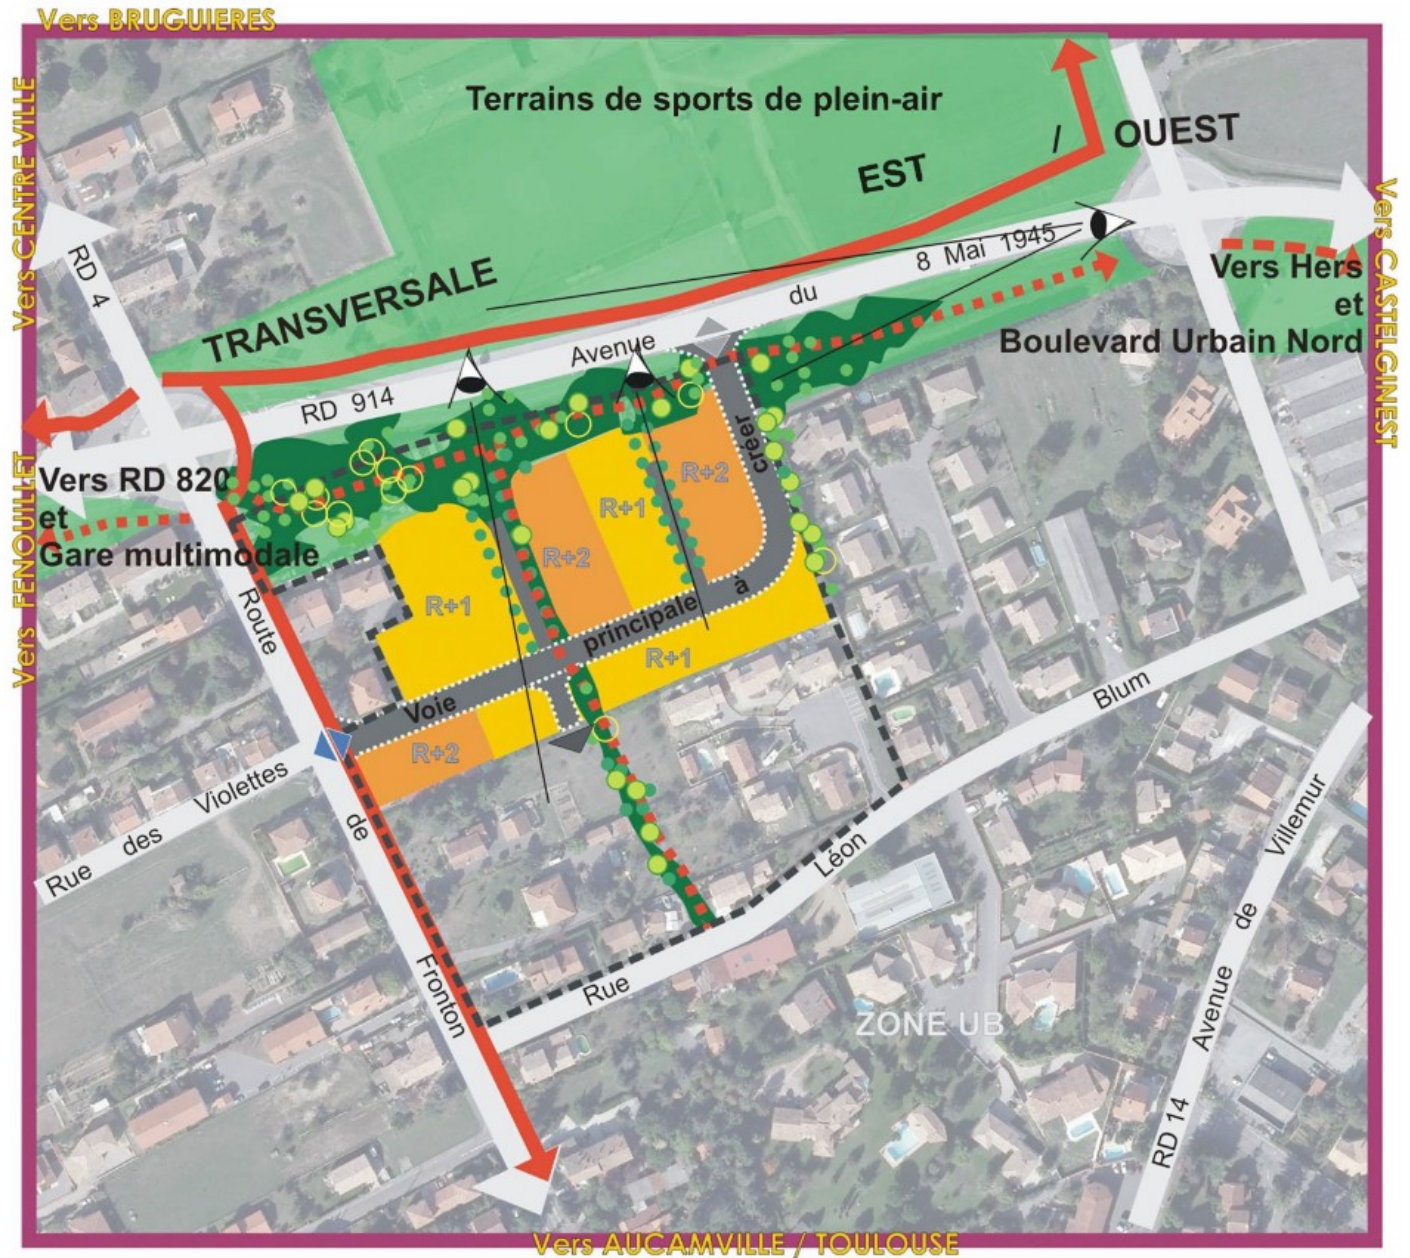 Vers BRUGUIERES
Vers CENTRE VILLE
Terrains de sports de plein-air
TRANSVERSALE EST / OUEST
RD 4
Avenue du 8 Mai 1945
RD 914
Vers CASTELGINEST
Vers Hers
et
Boulevard Urbain Nord
Vers RD 820
et
Gare multimodale
Vers FENOUILLET
R+2
R+1
R+2
R+1
R+1
R+2
Voie principale à créer
Route de Fronton
Rue des Violettes
Rue Léon Blum
Avenue de Villemur
RD 14
ZONE UB
Vers AUCAMVILLE / TOULOUSE